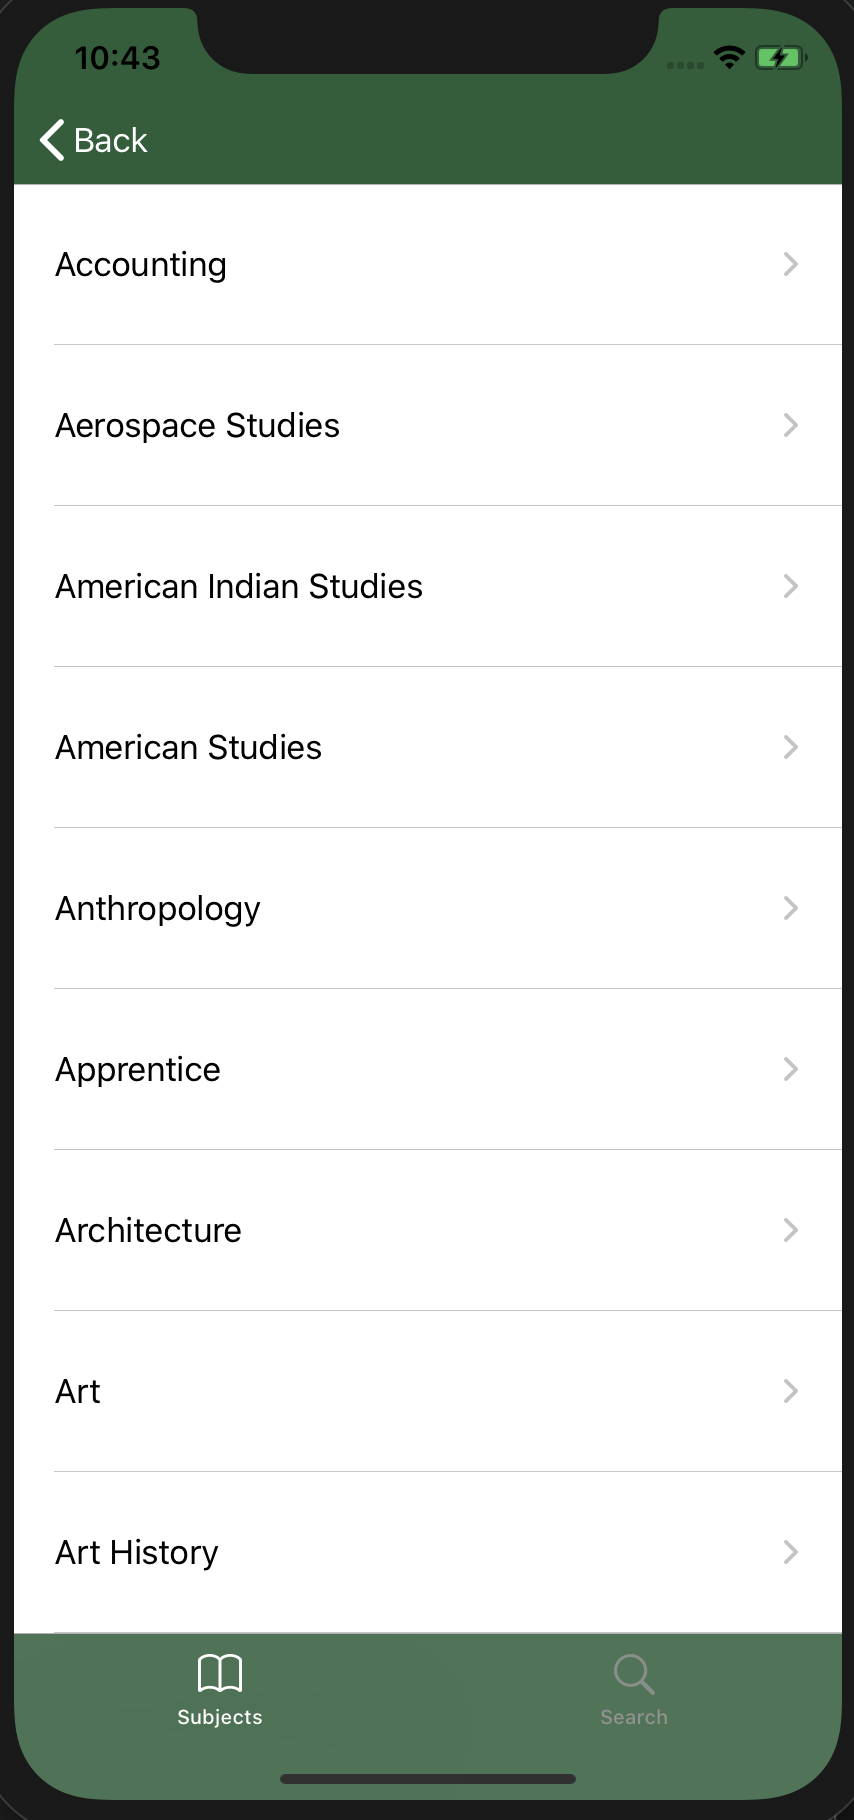 10:43
Back
Accounting
Aerospace Studies
American Indian Studies
American Studies
Anthropology
Apprentice
Architecture
Art
Art History
Subjects
Search